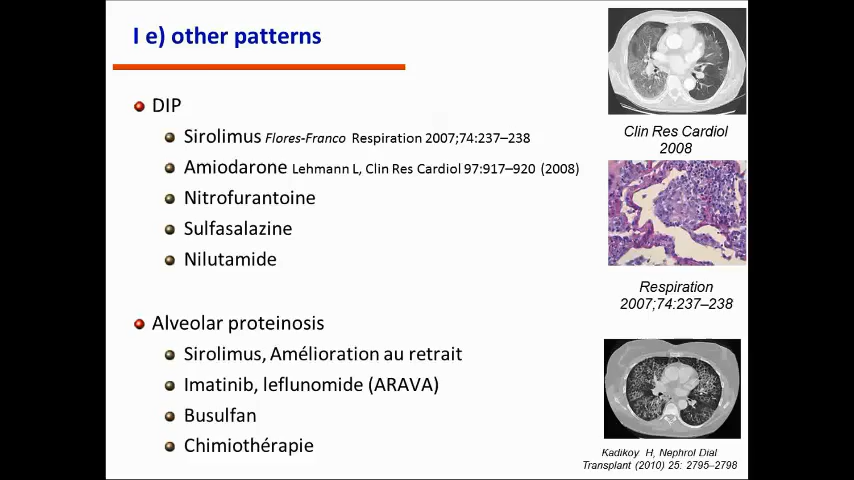 I e) other patterns
DIP
Sirolimus Flores-Franco Respiration 2007;74:237–238
Amiodarone Lehmann L, Clin Res Cardiol 97:917–920 (2008)
Nitrofurantoine
Sulfasalazine
Nilutamide
Alveolar proteinosis
Sirolimus, Amélioration au retrait
Imatinib, leflunomide (ARAVA)
Busulfan
Chimiothérapie
Clin Res Cardiol
2008
Respiration
2007;74:237–238
Kadikoy H, Nephrol Dial
Transplant (2010) 25: 2795–2798